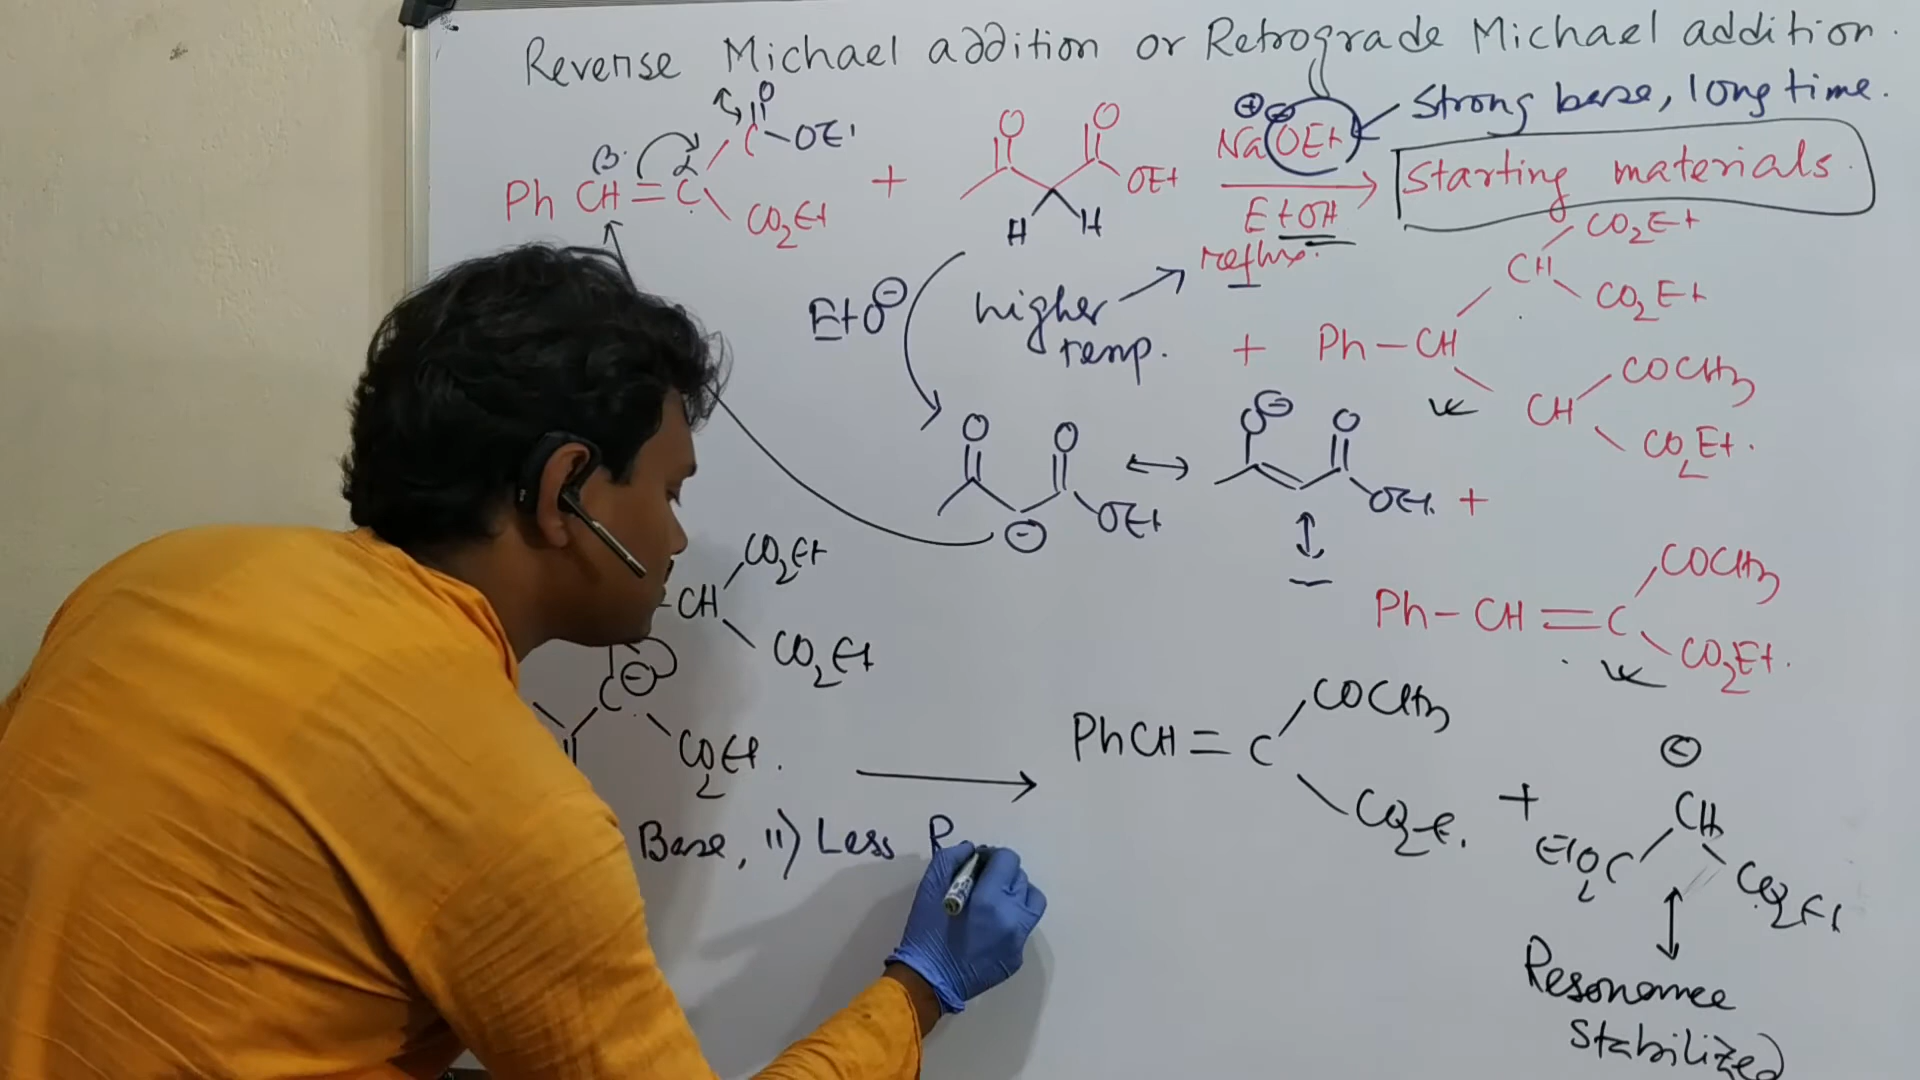 Reverse Michael addition or Retrograde Michael addition.
Strong base, long time.
O
C
OEt
β
α
Ph CH = C
CO2Et
+
O
O
OEt
H
H
⊕ ⊖
NaOEt
EtOH
reflux.
Starting materials.
EtO⊖
higher
temp.
+
Ph - CH
CH
CO2Et
CO2Et
CH
COCH3
CO2Et.
O
O
⊖
OEt
↔
O⊖
O
OEt.
+
Ph - CH = C
COCH3
CO2Et.
- CH
CO2Et
CO2Et
C ⊖
CO2Et.
→
PhCH = C
COCH3
CO2Et.
+
⊖
CH
EtO2C
CO2Et
Base, ii) Less R
Resonance
Stabilized